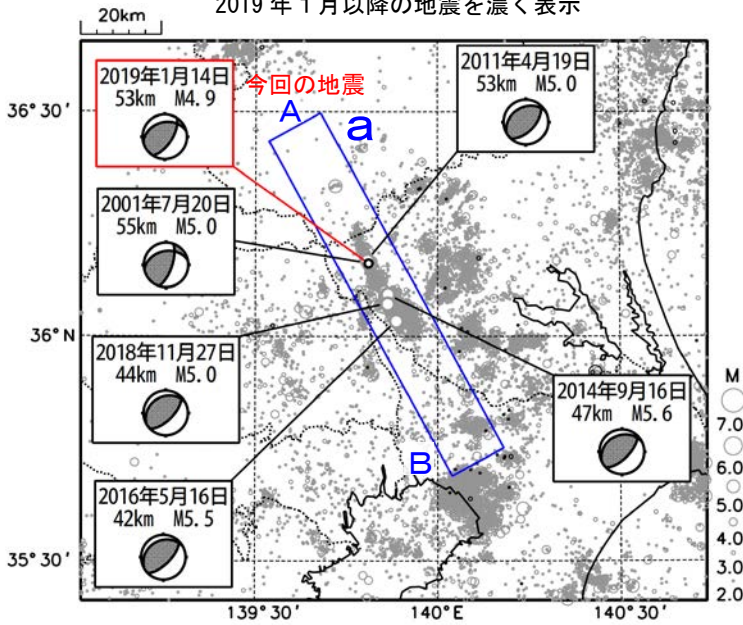 2019年1月以降の地震を濃く表示
20km
2019年1月14日
53km M4.9
今回の地震
A
a
2011年4月19日
53km M5.0
36°30′
2001年7月20日
55km M5.0
36°N
2018年11月27日
44km M5.0
2014年9月16日
47km M5.6
B
2016年5月16日
42km M5.5
M
7.0
6.0
5.0
4.0
3.0
2.0
35°30′
139°30′
140°E
140°30′